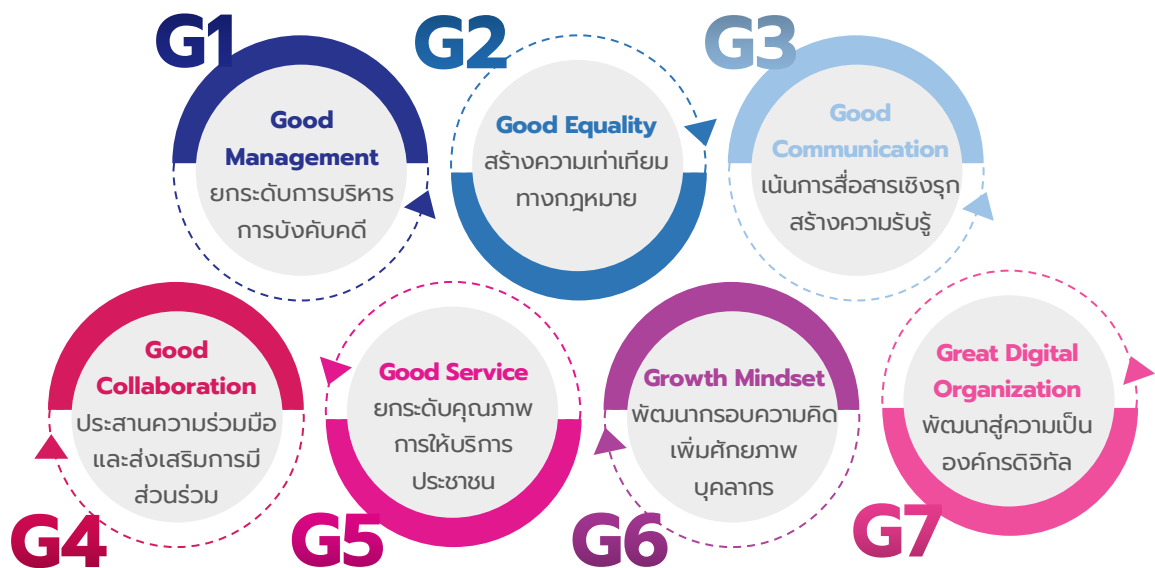 G1
Good
Management
ยกระดับการบริหาร
การบังคับคดี
G2
Good Equality
สร้างความเท่าเทียม
ทางกฎหมาย
G3
Good
Communication
เน้นการสื่อสารเชิงรุก
สร้างความรับรู้
G4
Good
Collaboration
ประสานความร่วมมือ
และส่งเสริมการมี
ส่วนร่วม
G5
Good Service
ยกระดับคุณภาพ
การให้บริการ
ประชาชน
G6
Growth Mindset
พัฒนากรอบความคิด
เพิ่มศักยภาพ
บุคลากร
G7
Great Digital
Organization
พัฒนาสู่ความเป็น
องค์กรดิจิทัล